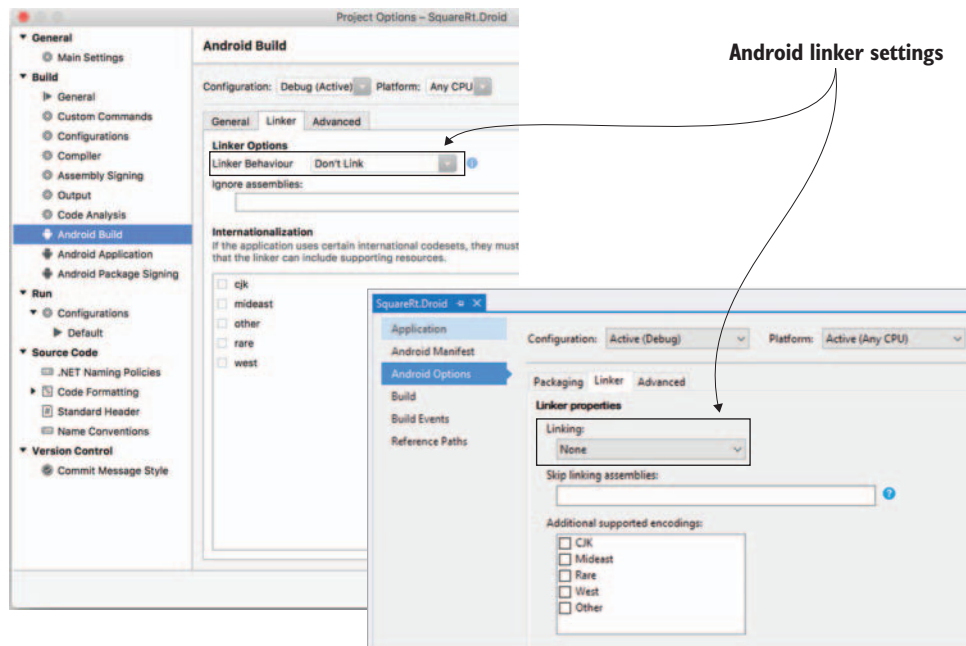 Project Options – SquareRt.Droid
General
Main Settings
Build
General
Custom Commands
Configurations
Compiler
Assembly Signing
Output
Code Analysis
Android Build
Android Application
Android Package Signing
Run
Configurations
Default
Source Code
.NET Naming Policies
Code Formatting
Standard Header
Name Conventions
Version Control
Commit Message Style
Android Build
Configuration: Debug (Active) Platform: Any CPU
General Linker Advanced
Linker Options
Linker Behaviour Don't Link
Ignore assemblies:
Internationalization
If the application uses certain international codesets, they must
that the linker can include supporting resources.
cjk
mideast
other
rare
west
Android linker settings
SquareRt.Droid
Application
Android Manifest
Android Options
Build
Build Events
Reference Paths
Configuration: Active (Debug) Platform: Active (Any CPU)
Packaging Linker Advanced
Linker properties
Linking:
None
Skip linking assemblies:
Additional supported encodings:
CJK
Mideast
Rare
West
Other